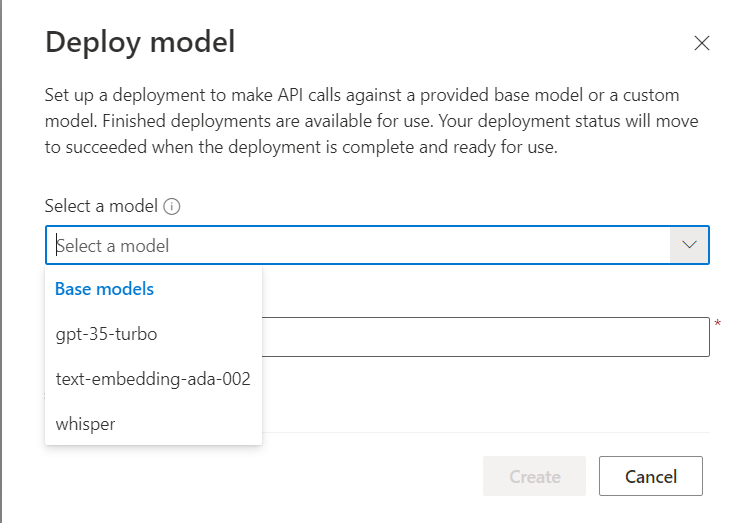 Deploy model
Set up a deployment to make API calls against a provided base model or a custom
model. Finished deployments are available for use. Your deployment status will move
to succeeded when the deployment is complete and ready for use.
Select a model
Select a model
Base models
gpt-35-turbo
*
text-embedding-ada-002
whisper
Create
Cancel